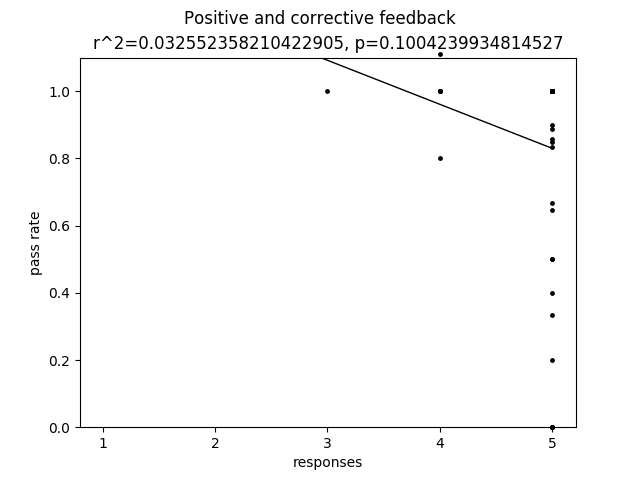 Positive and corrective feedback
r^2=0.032552358210422905, p=0.1004239934814527
1.0
0.8
0.6
0.4
0.2
0.0
pass rate
1 2 3 4 5
responses